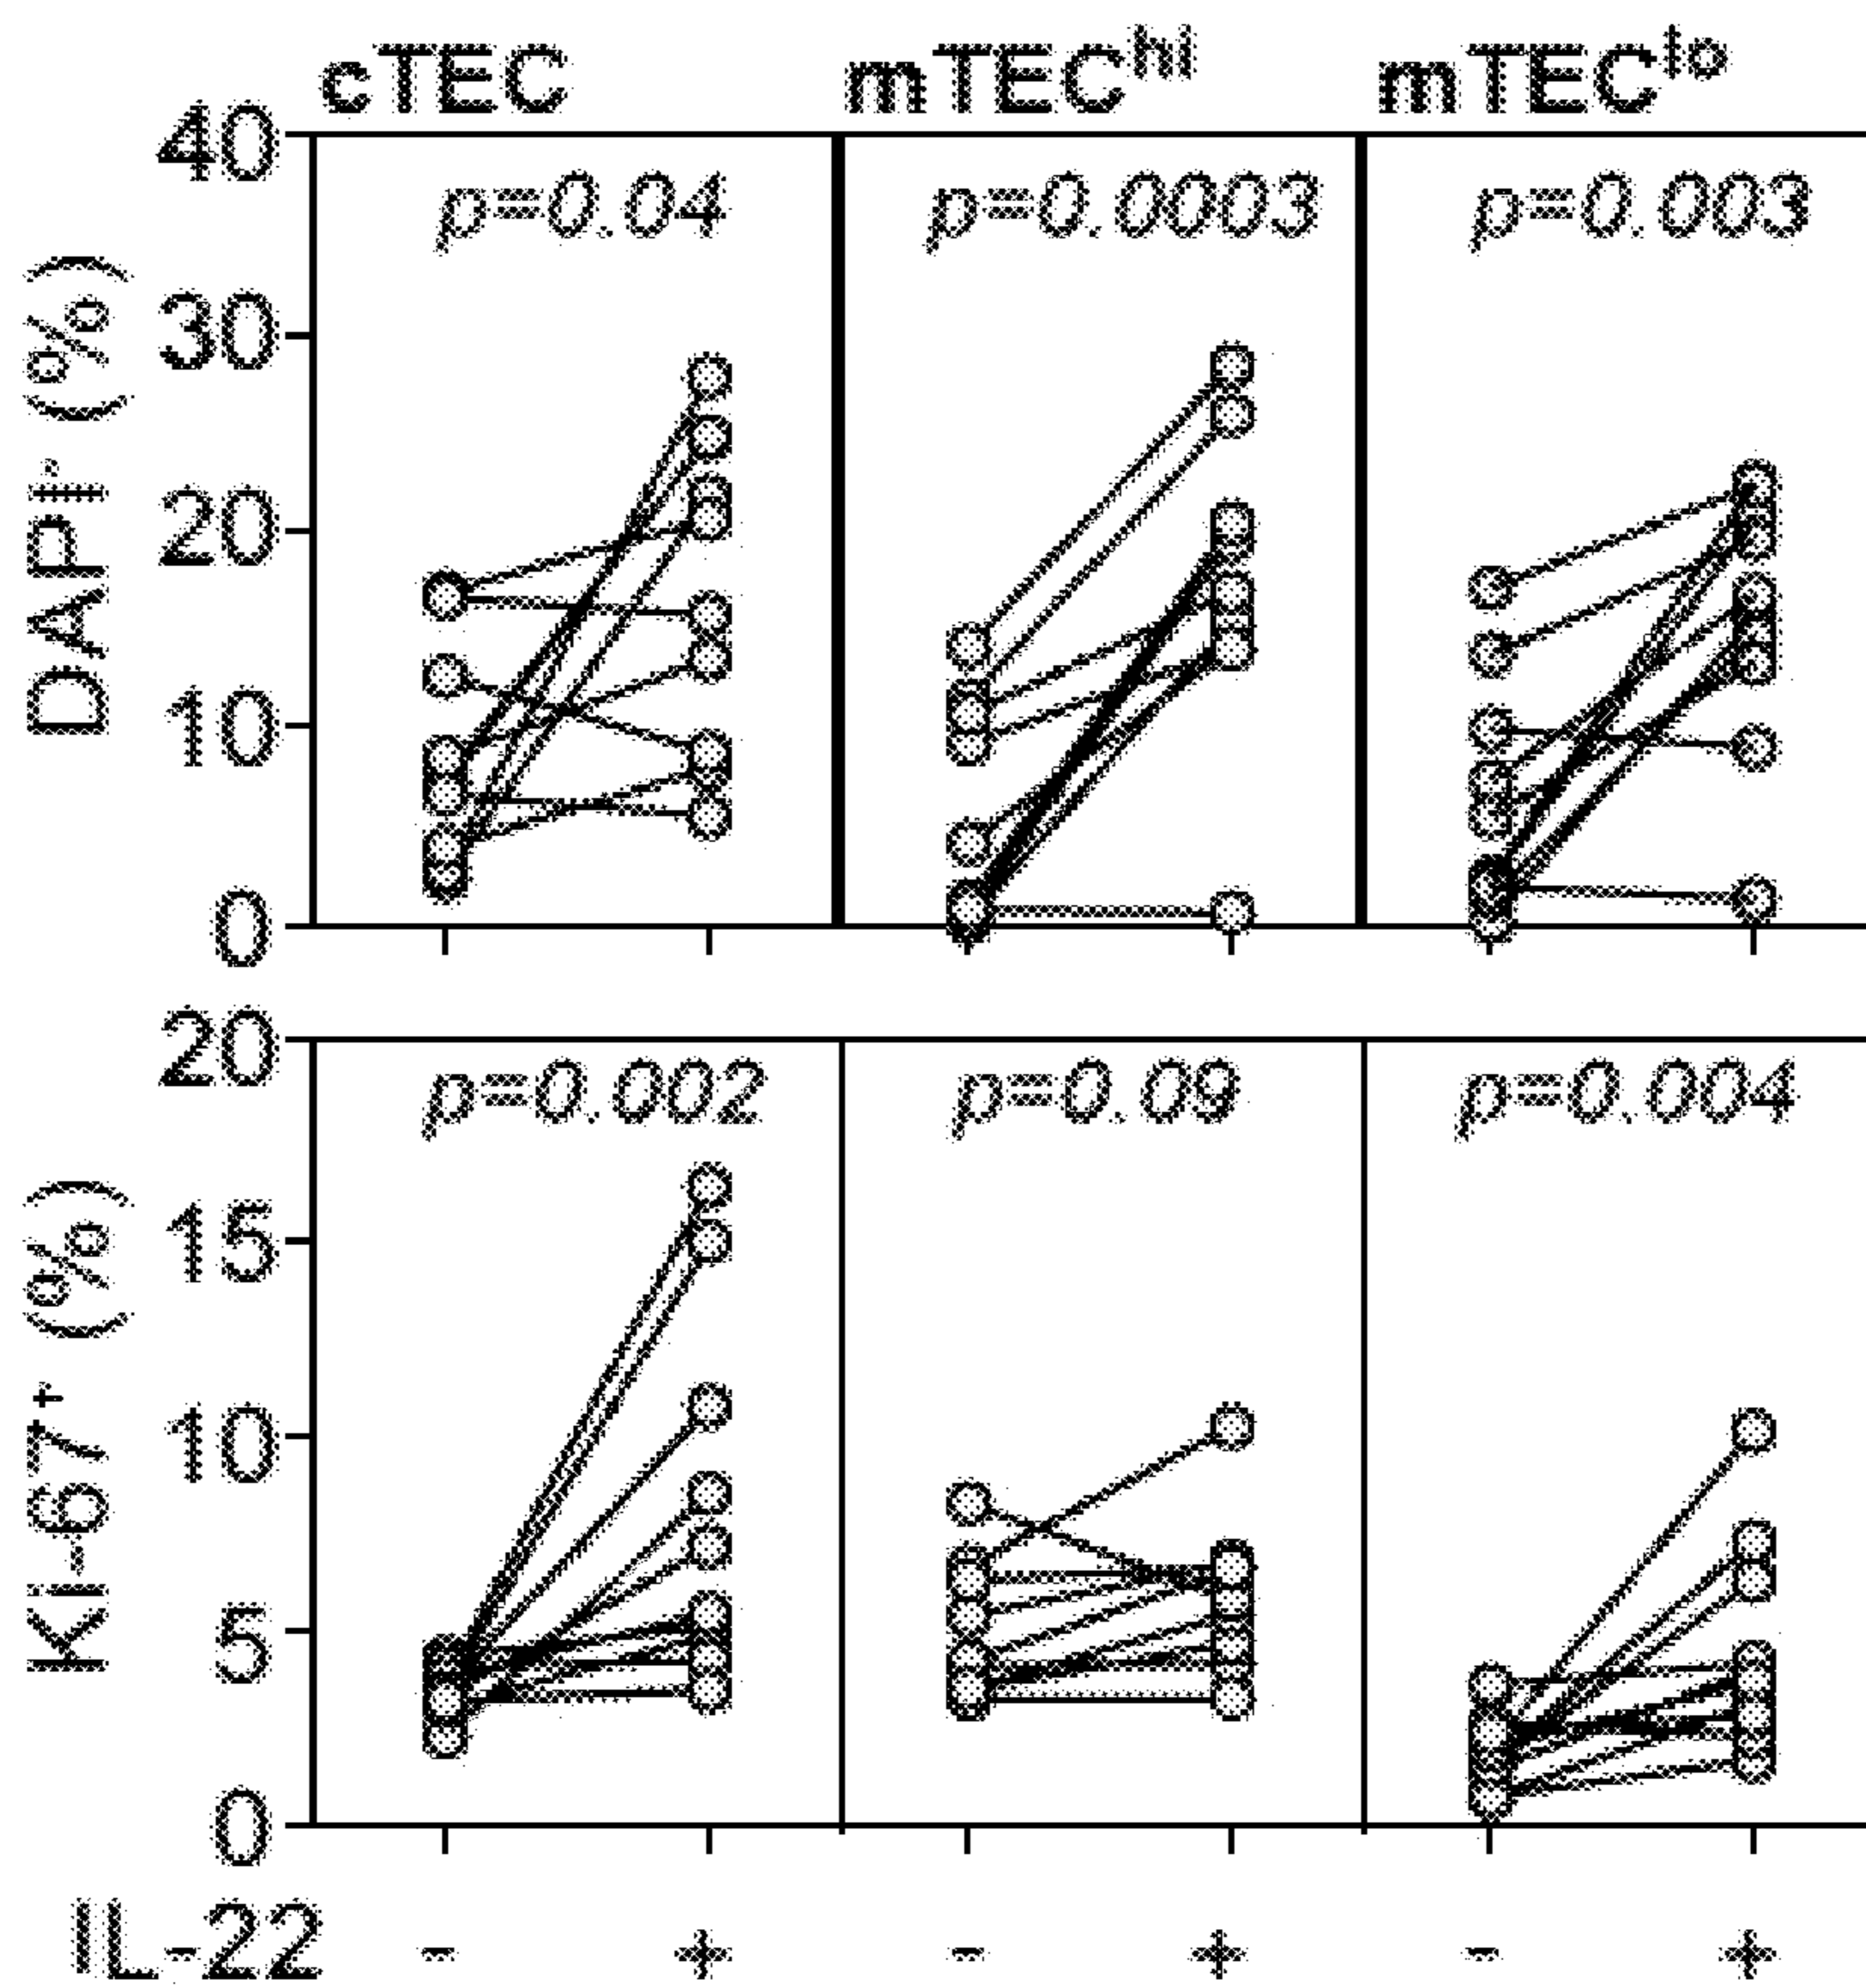 cTEC mTEC^hi mTEC^lo
DAPI⁻ (%)
40
30
20
10
0
p=0.04 p=0.0003 p=0.003
Ki-67⁺ (%)
20
15
10
5
0
p=0.002 p=0.09 p=0.004
IL-22 - + - + - +